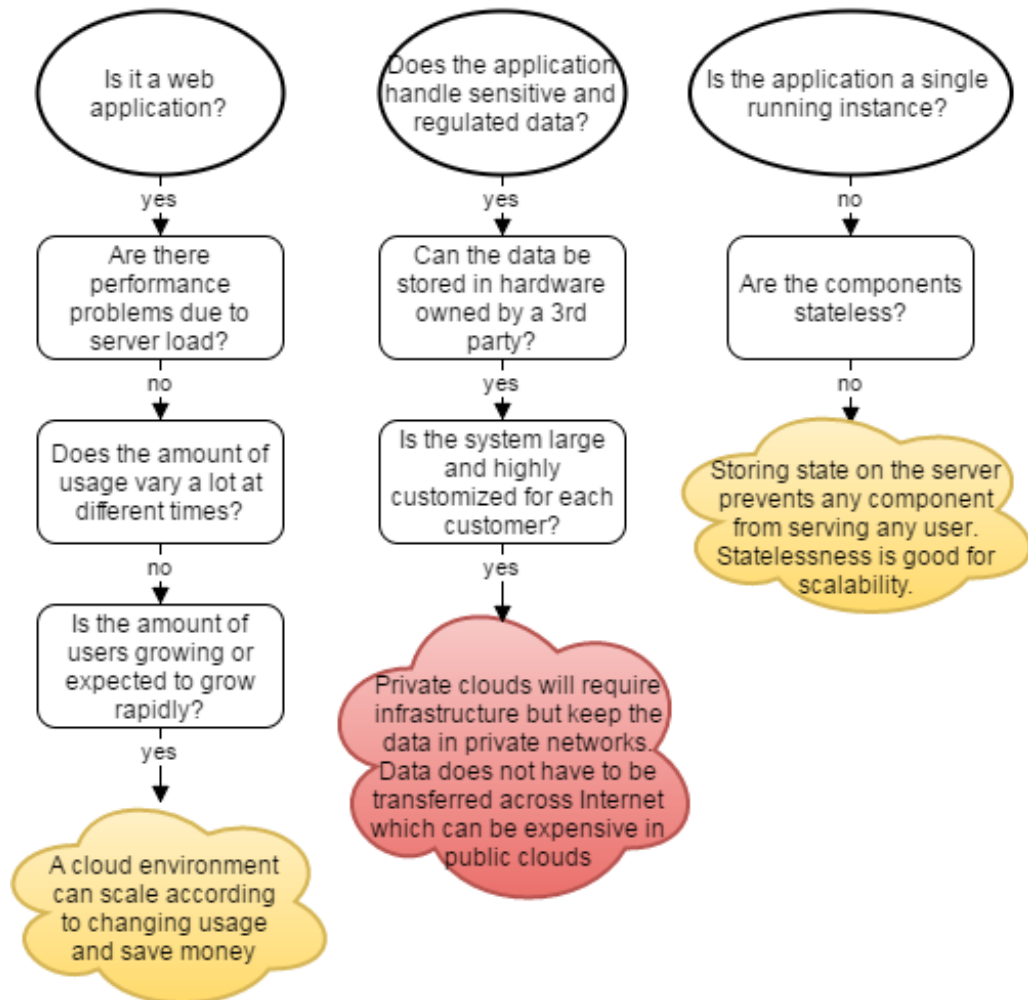 Is it a web
application?
yes
Are there
performance
problems due to
server load?
no
Does the amount of
usage vary a lot at
different times?
no
Is the amount of
users growing or
expected to grow
rapidly?
yes
A cloud environment
can scale according
to changing usage
and save money
Does the application
handle sensitive and
regulated data?
yes
Can the data be
stored in hardware
owned by a 3rd
party?
yes
Is the system large
and highly
customized for each
customer?
yes
Private clouds will require
infrastructure but keep the
data in private networks.
Data does not have to be
transferred across Internet
which can be expensive in
public clouds
Is the application a single
running instance?
no
Are the components
stateless?
no
Storing state on the server
prevents any component
from serving any user.
Statelessness is good for
scalability.